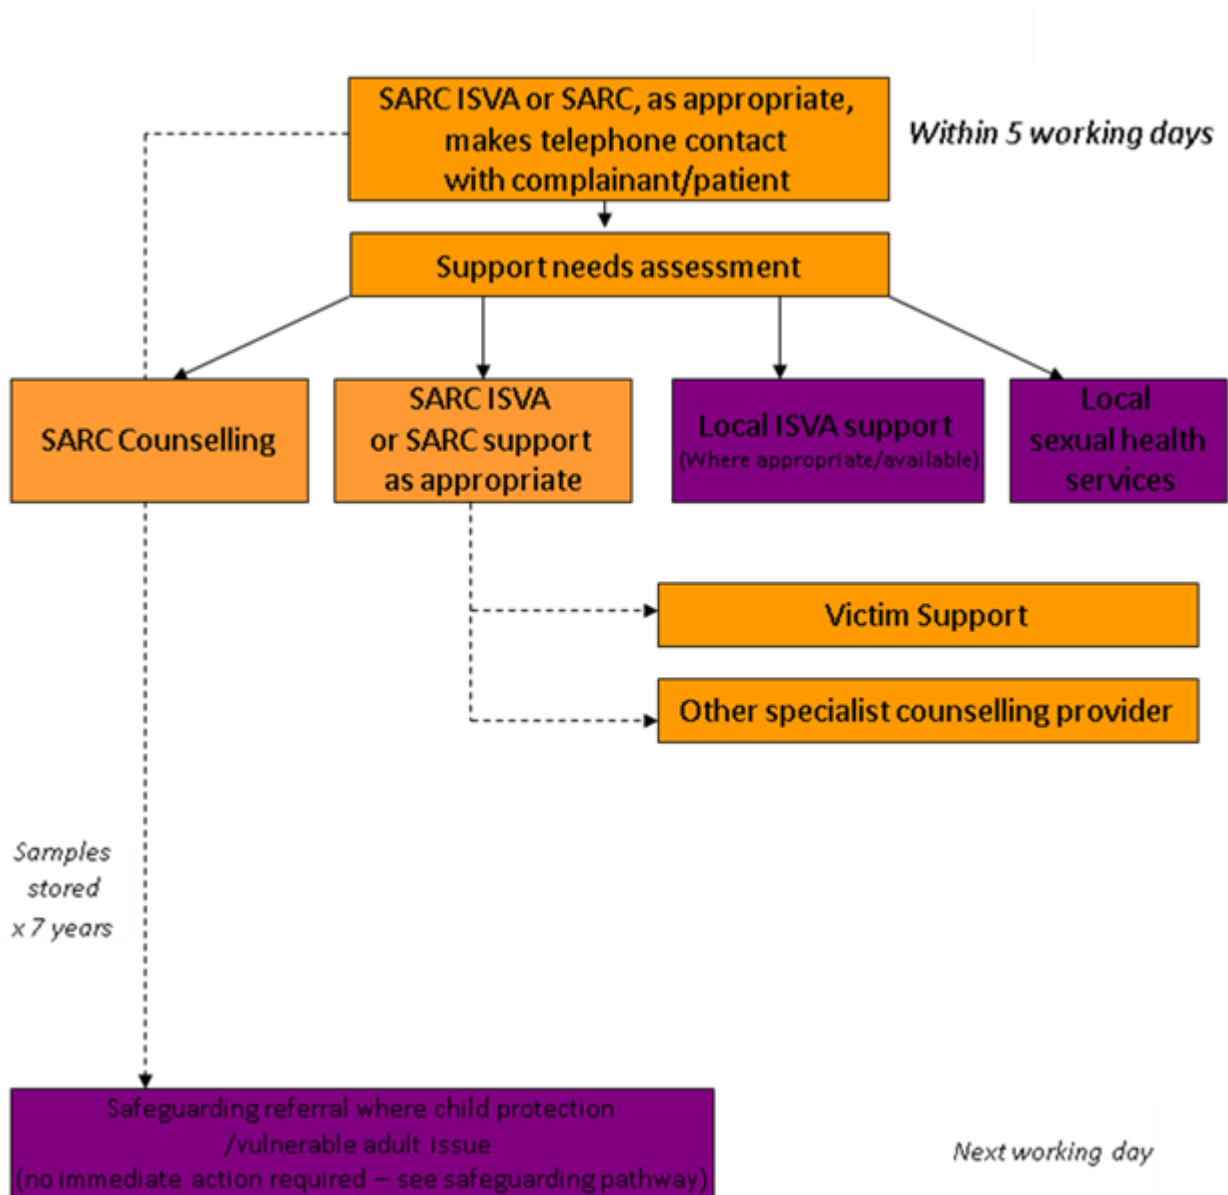 SARC ISVA or SARC, as appropriate,
makes telephone contact
with complainant/patient
Within 5 working days
Support needs assessment
SARC Counselling
SARC ISVA
or SARC support
as appropriate
Local ISVA support
(Where appropriate/available)
Local
sexual health
services
Victim Support
Other specialist counselling provider
Samples
stored
x 7 years
Safeguarding referral where child protection
/vulnerable adult issue
(no immediate action required – see safeguarding pathway)
Next working day